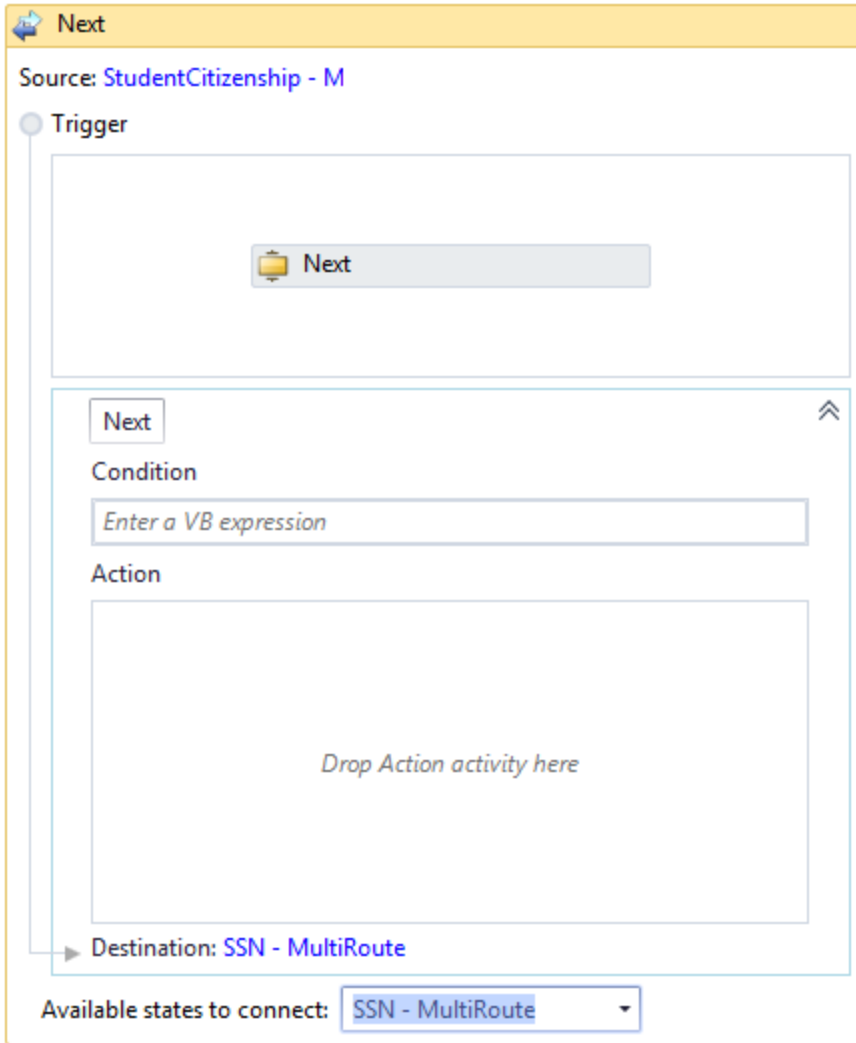 Next
Source: StudentCitizenship - M
Trigger
Next
Next
Condition
Enter a VB expression
Action
Drop Action activity here
Destination: SSN - MultiRoute
Available states to connect: SSN - MultiRoute